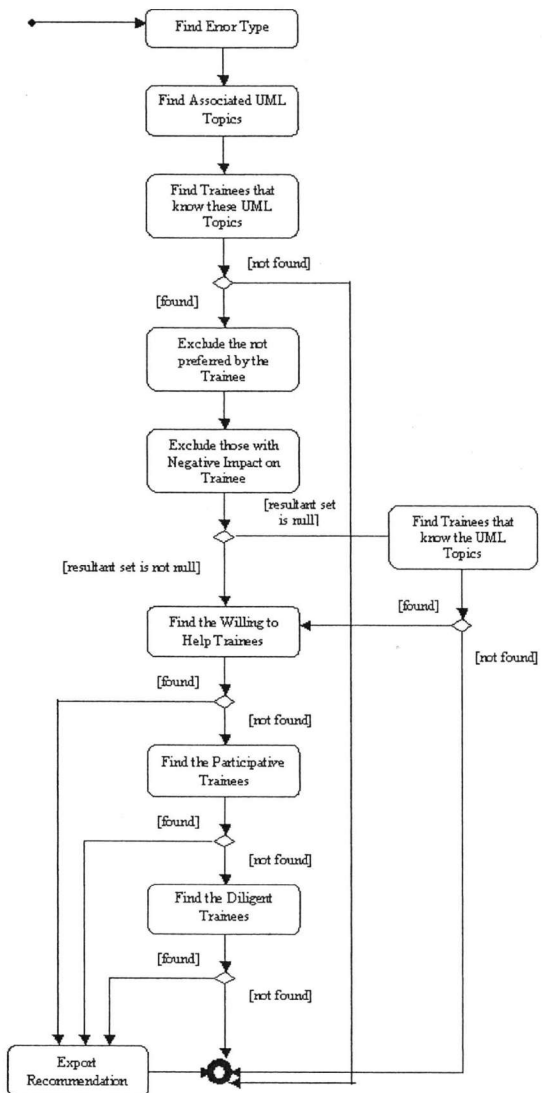 Find Error Type
Find Associated UML
Topics
Find Trainees that
know these UML
Topics
[not found]
[found]
Exclude the not
preferred by the
Trainee
Exclude those with
Negative Impact on
Trainee
[resultant set
is null]
Find Trainees that
know the UML
Topics
[resultant set is not null]
[found]
[not found]
Find the Willing to
Help Trainees
[found]
[not found]
Find the Participative
Trainees
[found]
[not found]
Find the Diligent
Trainees
[found]
[not found]
Export
Recommendation